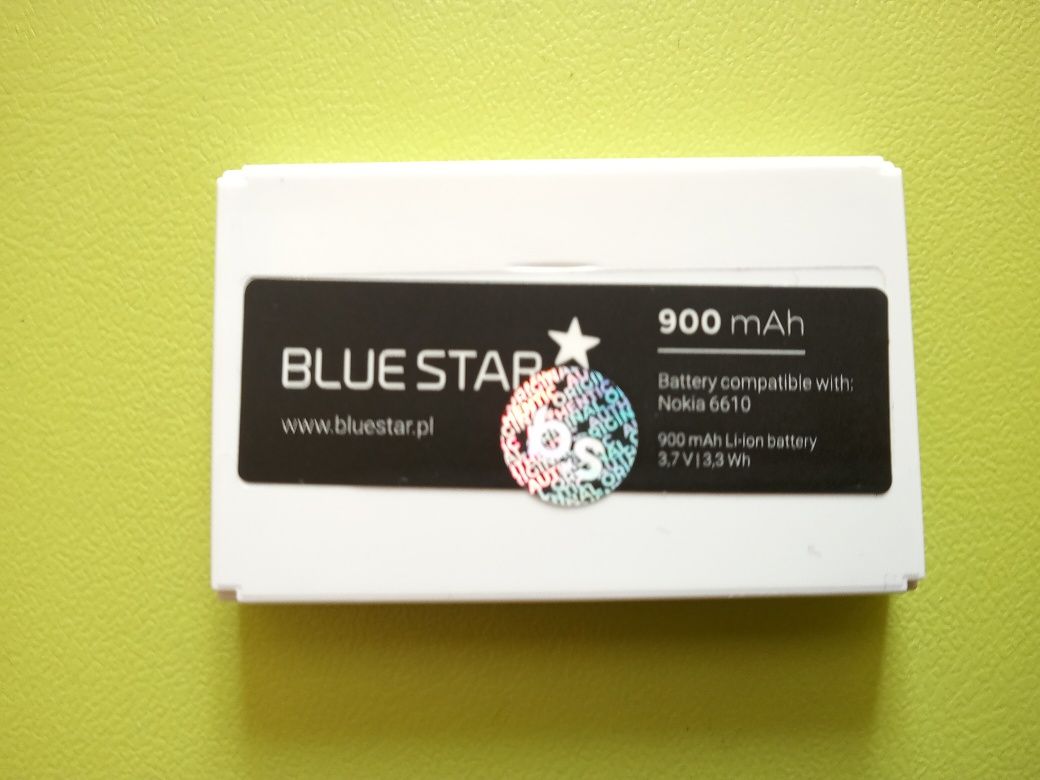 BLUE STAR
www.bluestar.pl
bs
900 mAh
Battery compatible with:
Nokia 6610
900 mAh Li-ion battery
3,7 V | 3,3 Wh